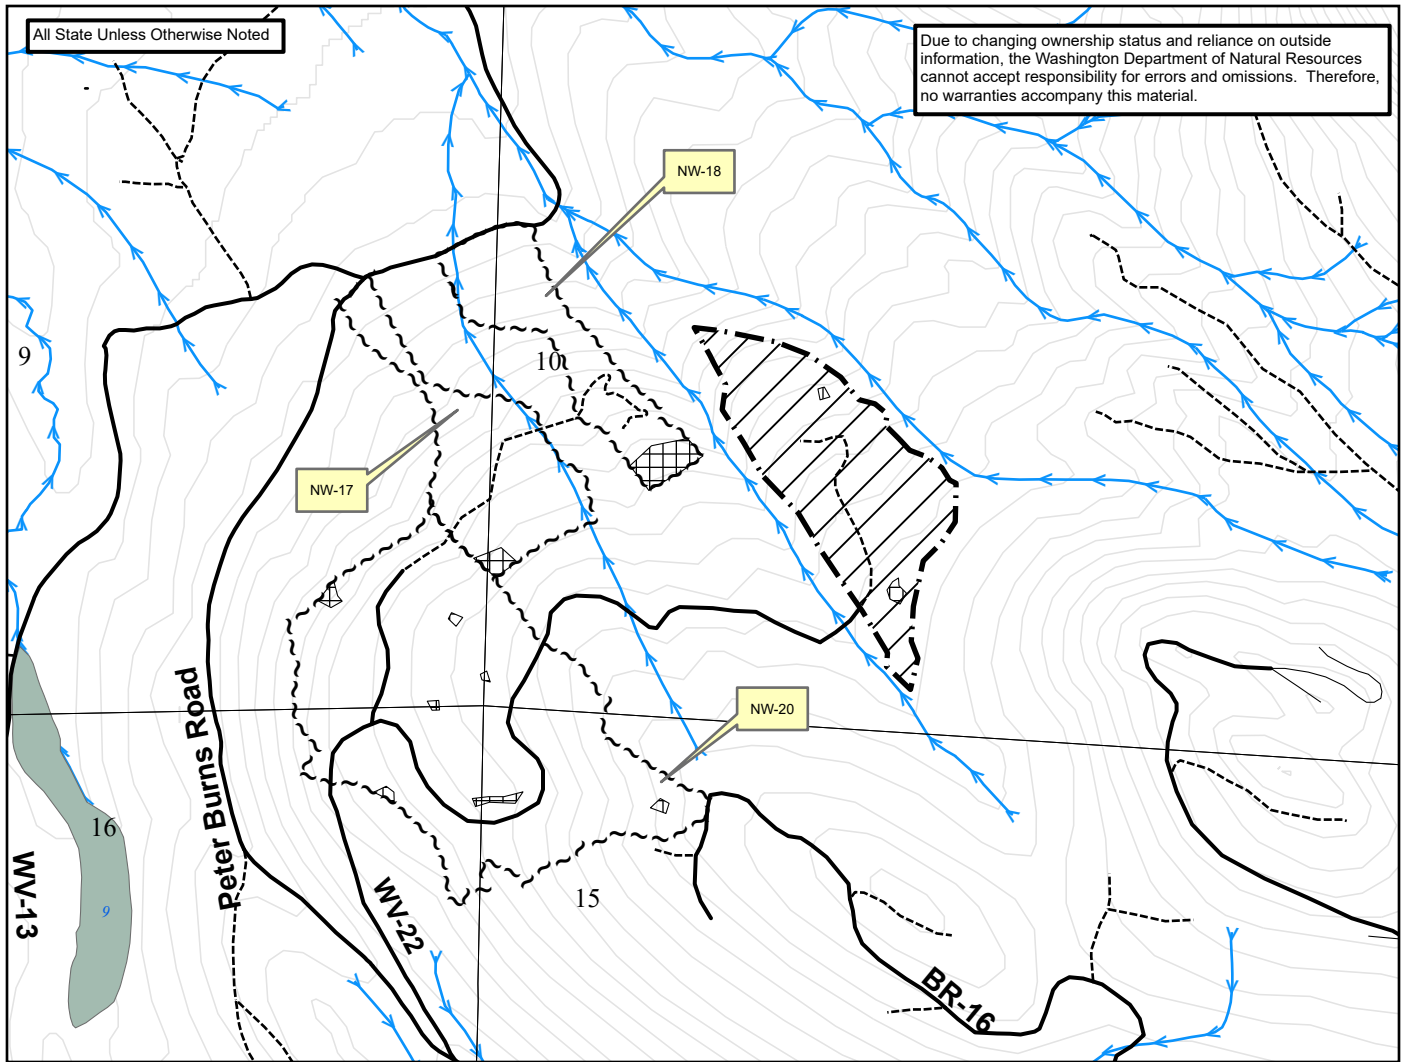 All State Unless Otherwise Noted
Due to changing ownership status and reliance on outside
information, the Washington Department of Natural Resources
cannot accept responsibility for errors and omissions.  Therefore,
no warranties accompany this material.
NW-18
9
10
NW-17
Peter Burns Road
NW-20
16
WV-13
9
WV-22
15
BR-16